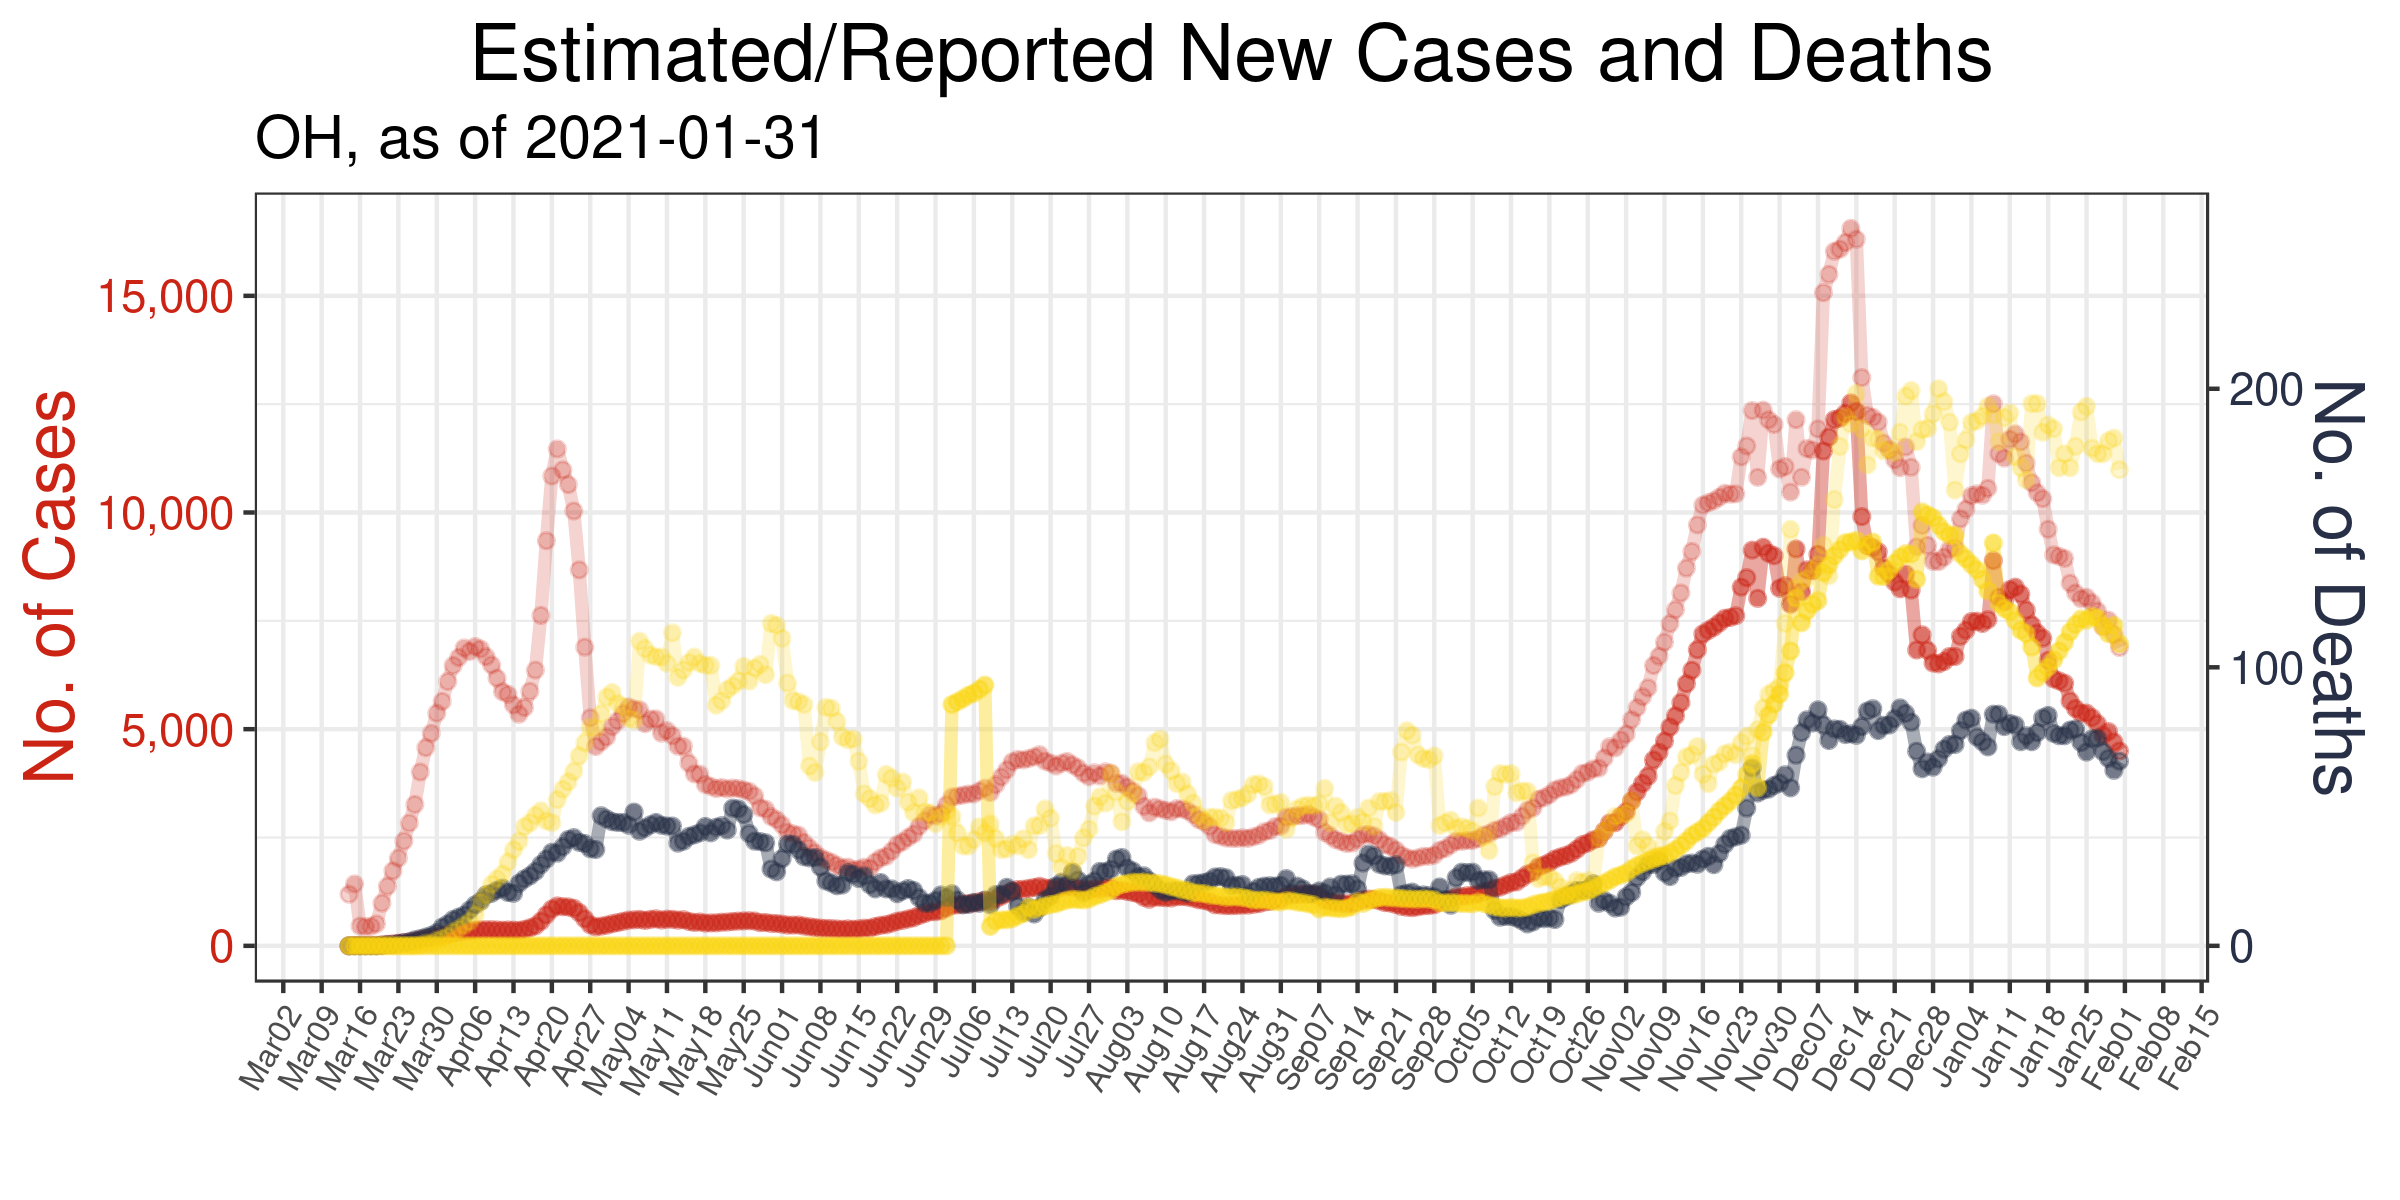 Estimated/Reported New Cases and Deaths
OH, as of 2021-01-31
No. of Cases
15,000
10,000
5,000
0
200
100
0
No. of Deaths
Mar02
Mar09
Mar16
Mar23
Mar30
Apr06
Apr13
Apr20
Apr27
May04
May11
May18
May25
Jun01
Jun08
Jun15
Jun22
Jun29
Jul06
Jul13
Jul20
Jul27
Aug03
Aug10
Aug17
Aug24
Aug31
Sep07
Sep14
Sep21
Sep28
Oct05
Oct12
Oct19
Oct26
Nov02
Nov09
Nov16
Nov23
Nov30
Dec07
Dec14
Dec21
Dec28
Jan04
Jan11
Jan18
Jan25
Feb01
Feb08
Feb15